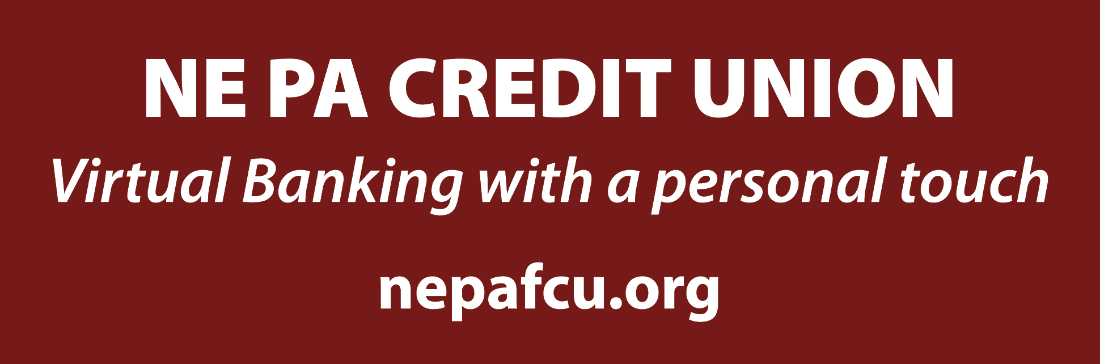 NE PA CREDIT UNION
Virtual Banking with a personal touch
nepafcu.org